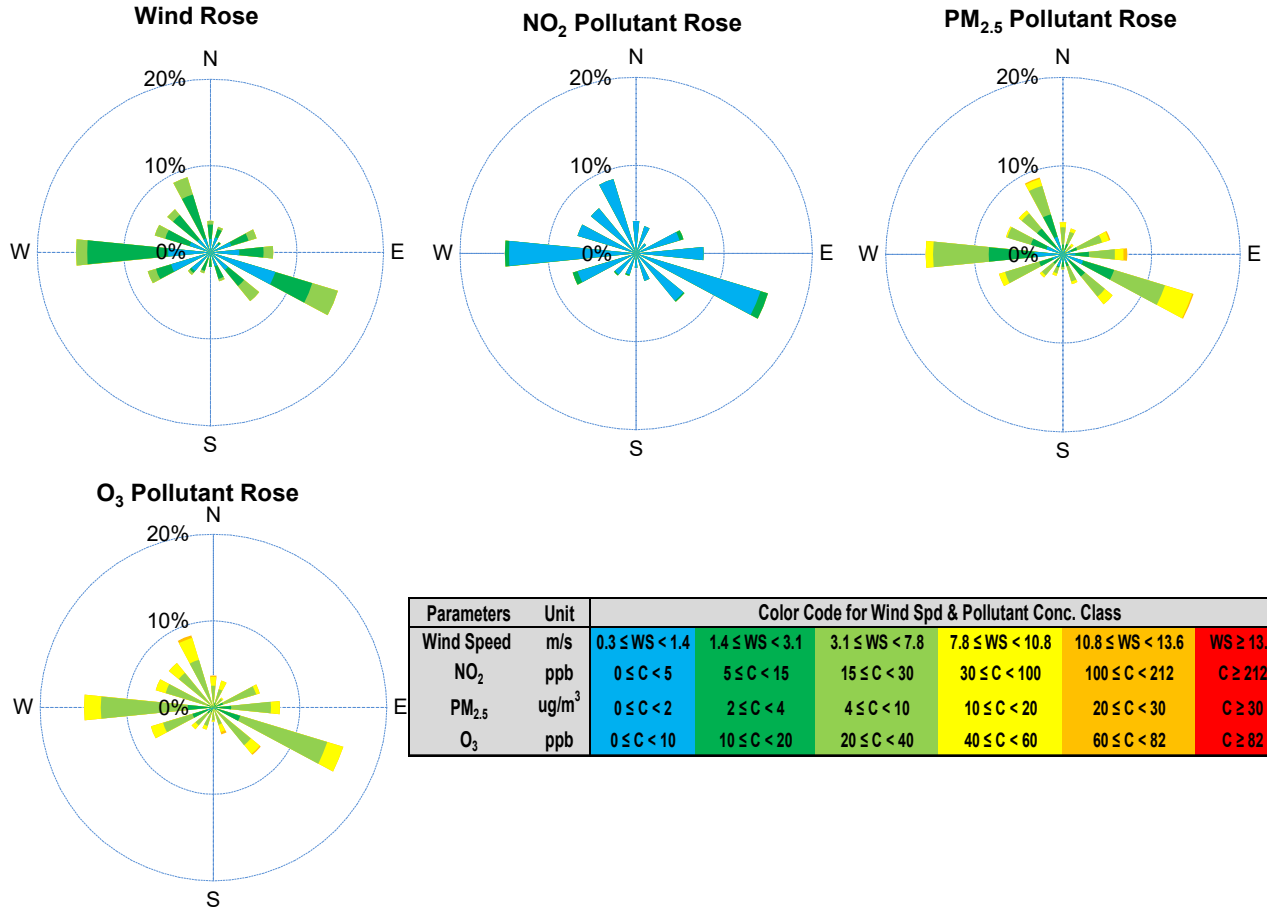 Wind Rose
N
20%
10%
0%
W
E
S
NO2 Pollutant Rose
N
20%
10%
0%
W
E
S
PM2.5 Pollutant Rose
N
20%
10%
0%
W
E
S
O3 Pollutant Rose
N
20%
10%
0%
W
E
S
Parameters Unit Color Code for Wind Spd & Pollutant Conc. Class
Wind Speed m/s 0.3 ≤ WS < 1.4 1.4 ≤ WS < 3.1 3.1 ≤ WS < 7.8 7.8 ≤ WS < 10.8 10.8 ≤ WS < 13.6 WS ≥ 13.
NO2 ppb 0 ≤ C < 5 5 ≤ C < 15 15 ≤ C < 30 30 ≤ C < 100 100 ≤ C < 212 C ≥ 212
PM2.5 ug/m3 0 ≤ C < 2 2 ≤ C < 4 4 ≤ C < 10 10 ≤ C < 20 20 ≤ C < 30 C ≥ 30
O3 ppb 0 ≤ C < 10 10 ≤ C < 20 20 ≤ C < 40 40 ≤ C < 60 60 ≤ C < 82 C ≥ 82